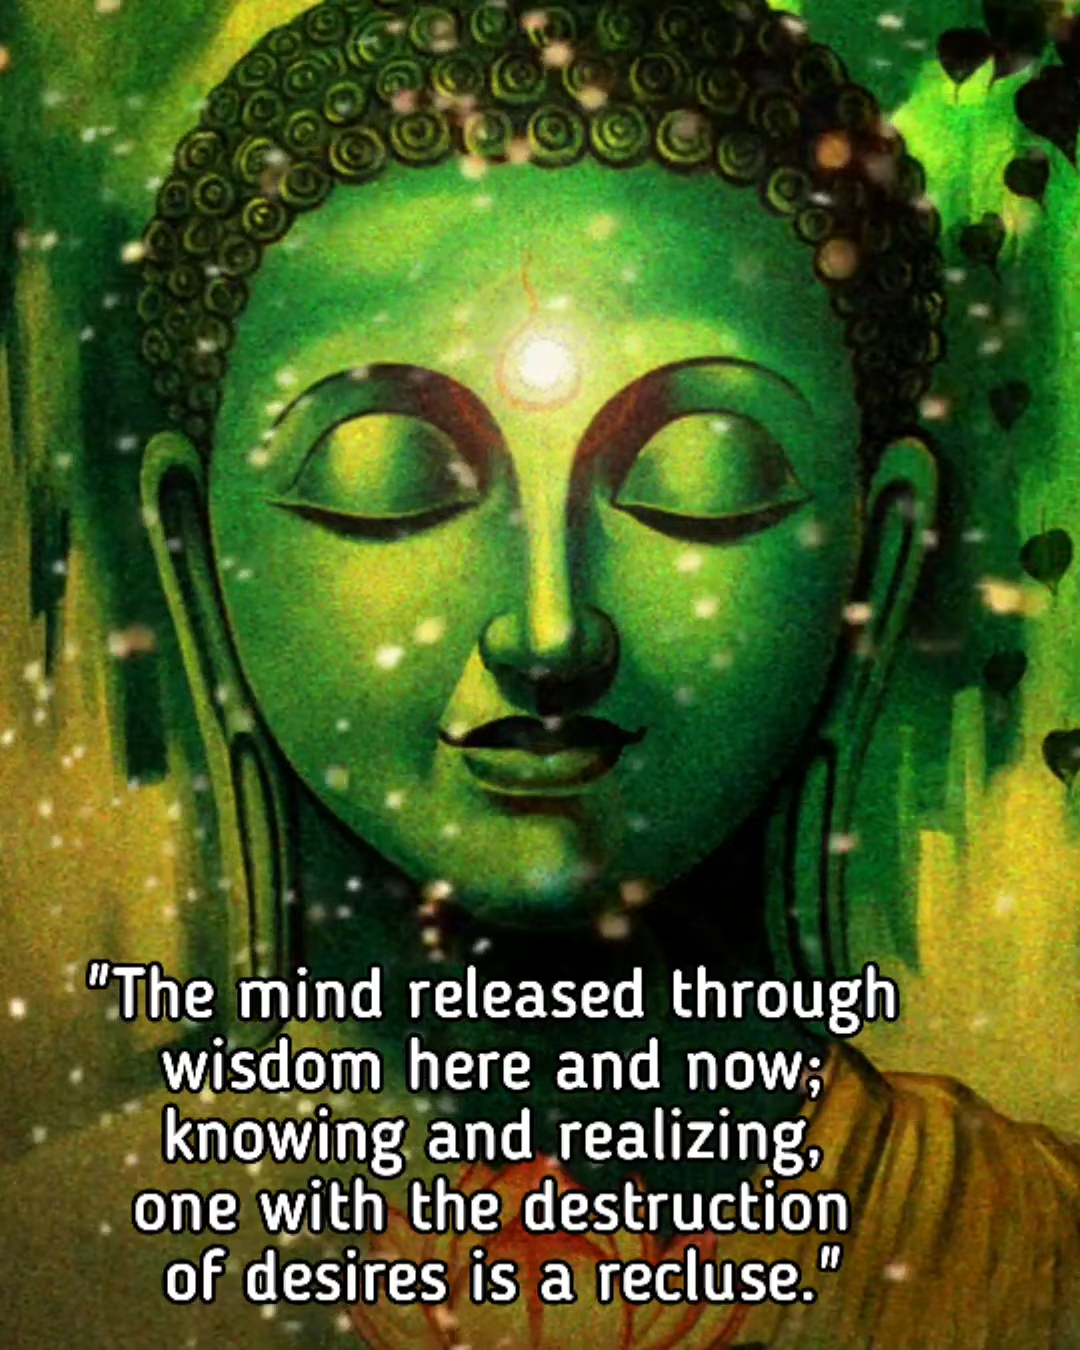 "The mind released through
wisdom here and now;
knowing and realizing,
one with the destruction
of desires is a recluse."